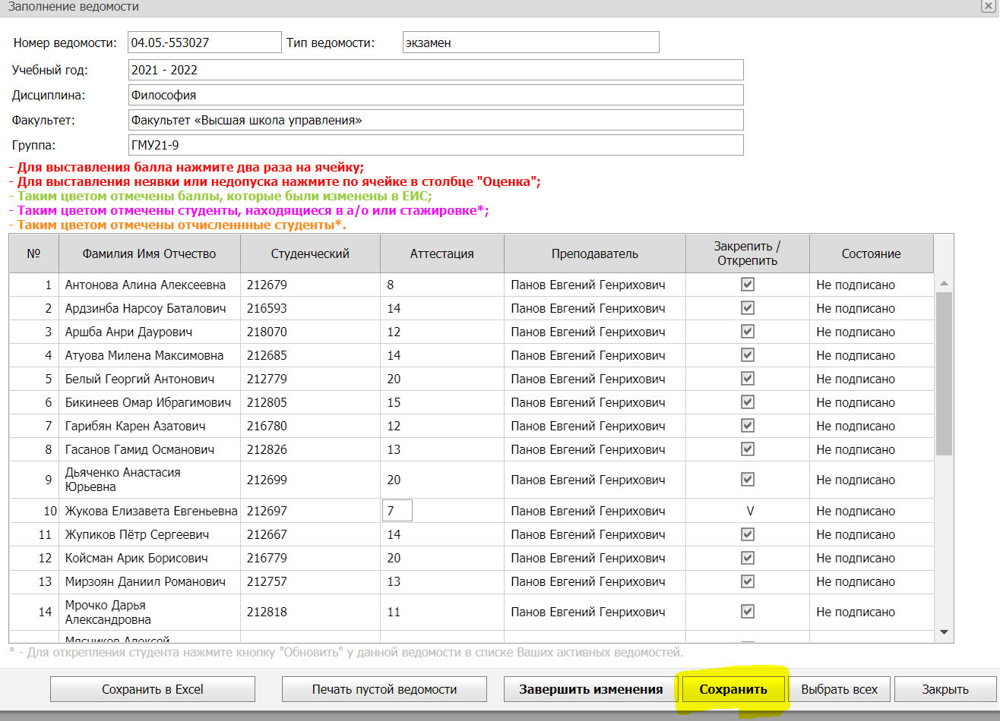 Заполнение ведомости
Номер ведомости: 04.05.-553027 Тип ведомости: экзамен
Учебный год: 2021 - 2022
Дисциплина: Философия
Факультет: Факультет «Высшая школа управления»
Группа: ГМУ21-9
- Для выставления балла нажмите два раза на ячейку;
- Для выставления неявки или недопуска нажмите по ячейке в столбце "Оценка";
- Таким цветом отмечены баллы, которые были изменены в ЕИС;
- Таким цветом отмечены студенты, находящиеся в а/о или стажировке*;
- Таким цветом отмечены отчисленнные студенты*.
№ Фамилия Имя Отчество Студенческий Аттестация Преподаватель Закрепить / Состояние
Открепить
1 Антонова Алина Алексеевна 212679 8 Панов Евгений Генрихович Не подписано
2 Ардзинба Нарсоу Баталович 216593 14 Панов Евгений Генрихович Не подписано
3 Аршба Анри Даурович 218070 12 Панов Евгений Генрихович Не подписано
4 Атуова Милена Максимовна 212685 14 Панов Евгений Генрихович Не подписано
5 Белый Георгий Антонович 212779 20 Панов Евгений Генрихович Не подписано
6 Бикинеев Омар Ибрагимович 212805 15 Панов Евгений Генрихович Не подписано
7 Гарибян Карен Азатович 216780 12 Панов Евгений Генрихович Не подписано
8 Гасанов Гамид Османович 212826 13 Панов Евгений Генрихович Не подписано
9 Дьяченко Анастасия 212699 20 Панов Евгений Генрихович Не подписано
Юрьевна
10 Жукова Елизавета Евгеньевна 212697 7 Панов Евгений Генрихович V Не подписано
11 Жупиков Пётр Сергеевич 212667 14 Панов Евгений Генрихович Не подписано
12 Койсман Арик Борисович 216779 20 Панов Евгений Генрихович Не подписано
13 Мирзоян Даниил Романович 212757 13 Панов Евгений Генрихович Не подписано
14 Мрочко Дарья 212818 11 Панов Евгений Генрихович Не подписано
Александровна
Мясников Алексей
* - Для открепления студента нажмите кнопку "Обновить" у данной ведомости в списке Ваших активных ведомостей.
Сохранить в Excel Печать пустой ведомости Завершить изменения Сохранить Выбрать всех Закрыть